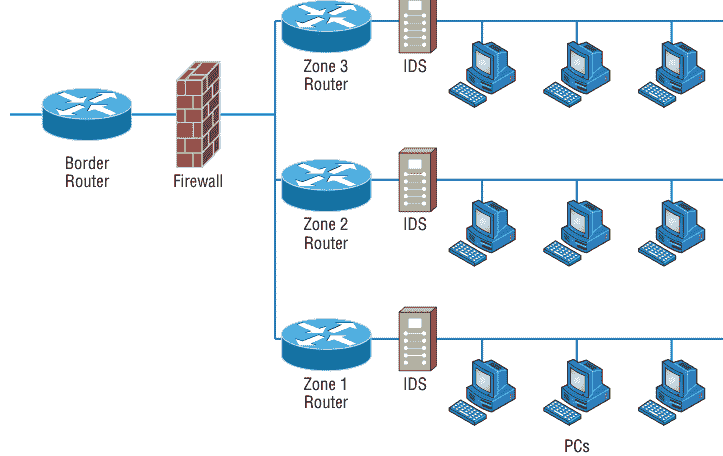 Zone 3
Router
IDS
Border
Router
Firewall
Zone 2
Router
IDS
Zone 1
Router
IDS
PCs